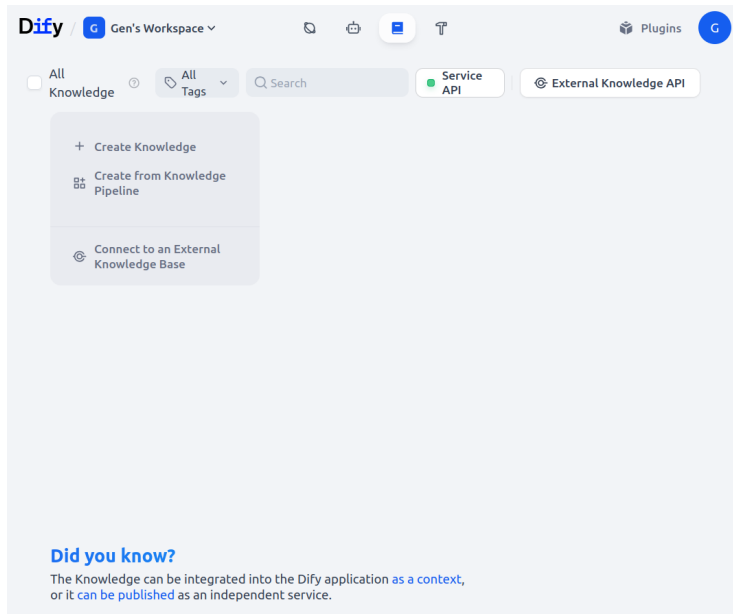 Dify / G Gen's Workspace
Plugins
G
All Knowledge
All Tags
Search
Service API
External Knowledge API
Create Knowledge
Create from Knowledge
Pipeline
Connect to an External
Knowledge Base
Did you know?
The Knowledge can be integrated into the Dify application as a context,
or it can be published as an independent service.